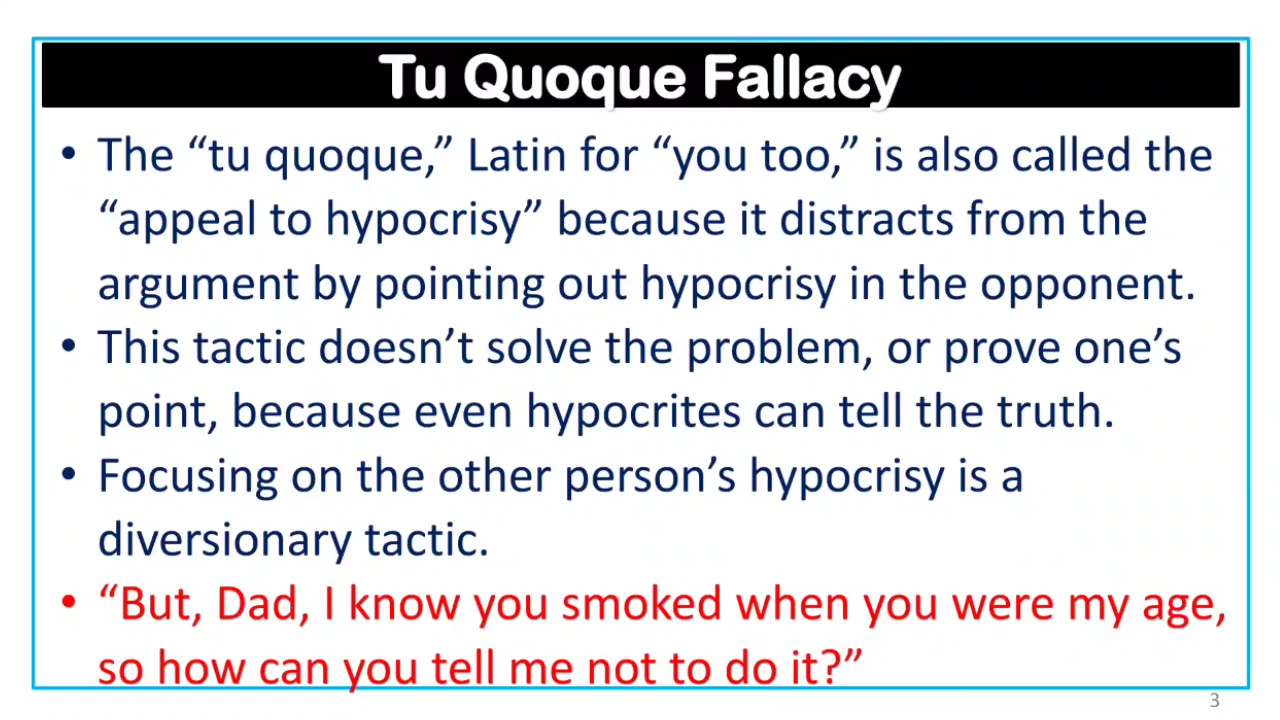 Tu Quoque Fallacy
• The “tu quoque,” Latin for “you too,” is also called the
“appeal to hypocrisy” because it distracts from the
argument by pointing out hypocrisy in the opponent.
• This tactic doesn’t solve the problem, or prove one’s
point, because even hypocrites can tell the truth.
• Focusing on the other person’s hypocrisy is a
diversionary tactic.
• “But, Dad, I know you smoked when you were my age,
so how can you tell me not to do it?”
3